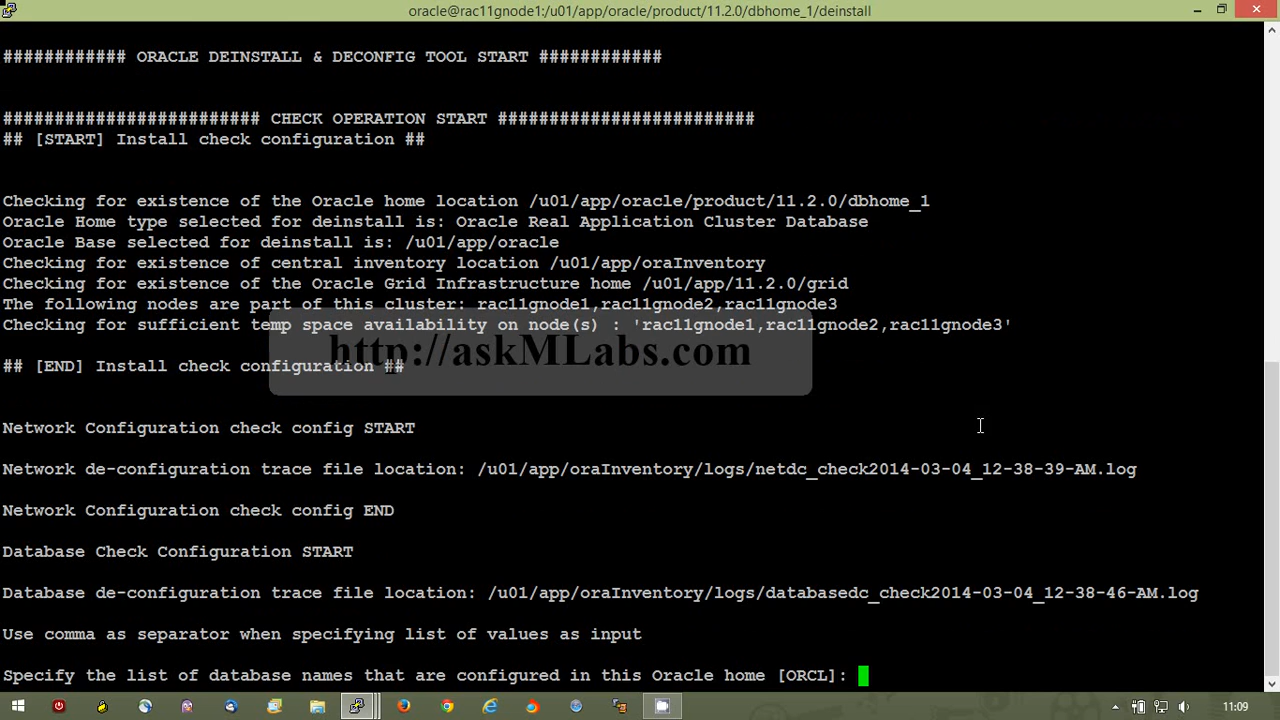 oracle@rac11gnode1:/u01/app/oracle/product/11.2.0/dbhome_1/deinstall
############ ORACLE DEINSTALL & DECONFIG TOOL START ############
######################### CHECK OPERATION START #########################
## [START] Install check configuration ##
Checking for existence of the Oracle home location /u01/app/oracle/product/11.2.0/dbhome_1
Oracle Home type selected for deinstall is: Oracle Real Application Cluster Database
Oracle Base selected for deinstall is: /u01/app/oracle
Checking for existence of central inventory location /u01/app/oraInventory
Checking for existence of the Oracle Grid Infrastructure home /u01/app/11.2.0/grid
The following nodes are part of this cluster: rac11gnode1,rac11gnode2,rac11gnode3
Checking for sufficient temp space availability on node(s) : 'rac11gnode1,rac11gnode2,rac11gnode3'
http://askMLabs.com
## [END] Install check configuration ##
Network Configuration check config START
Network de-configuration trace file location: /u01/app/oraInventory/logs/netdc_check2014-03-04_12-38-39-AM.log
Network Configuration check config END
Database Check Configuration START
Database de-configuration trace file location: /u01/app/oraInventory/logs/databasedc_check2014-03-04_12-38-46-AM.log
Use comma as separator when specifying list of values as input
Specify the list of database names that are configured in this Oracle home [ORCL]:
11:09